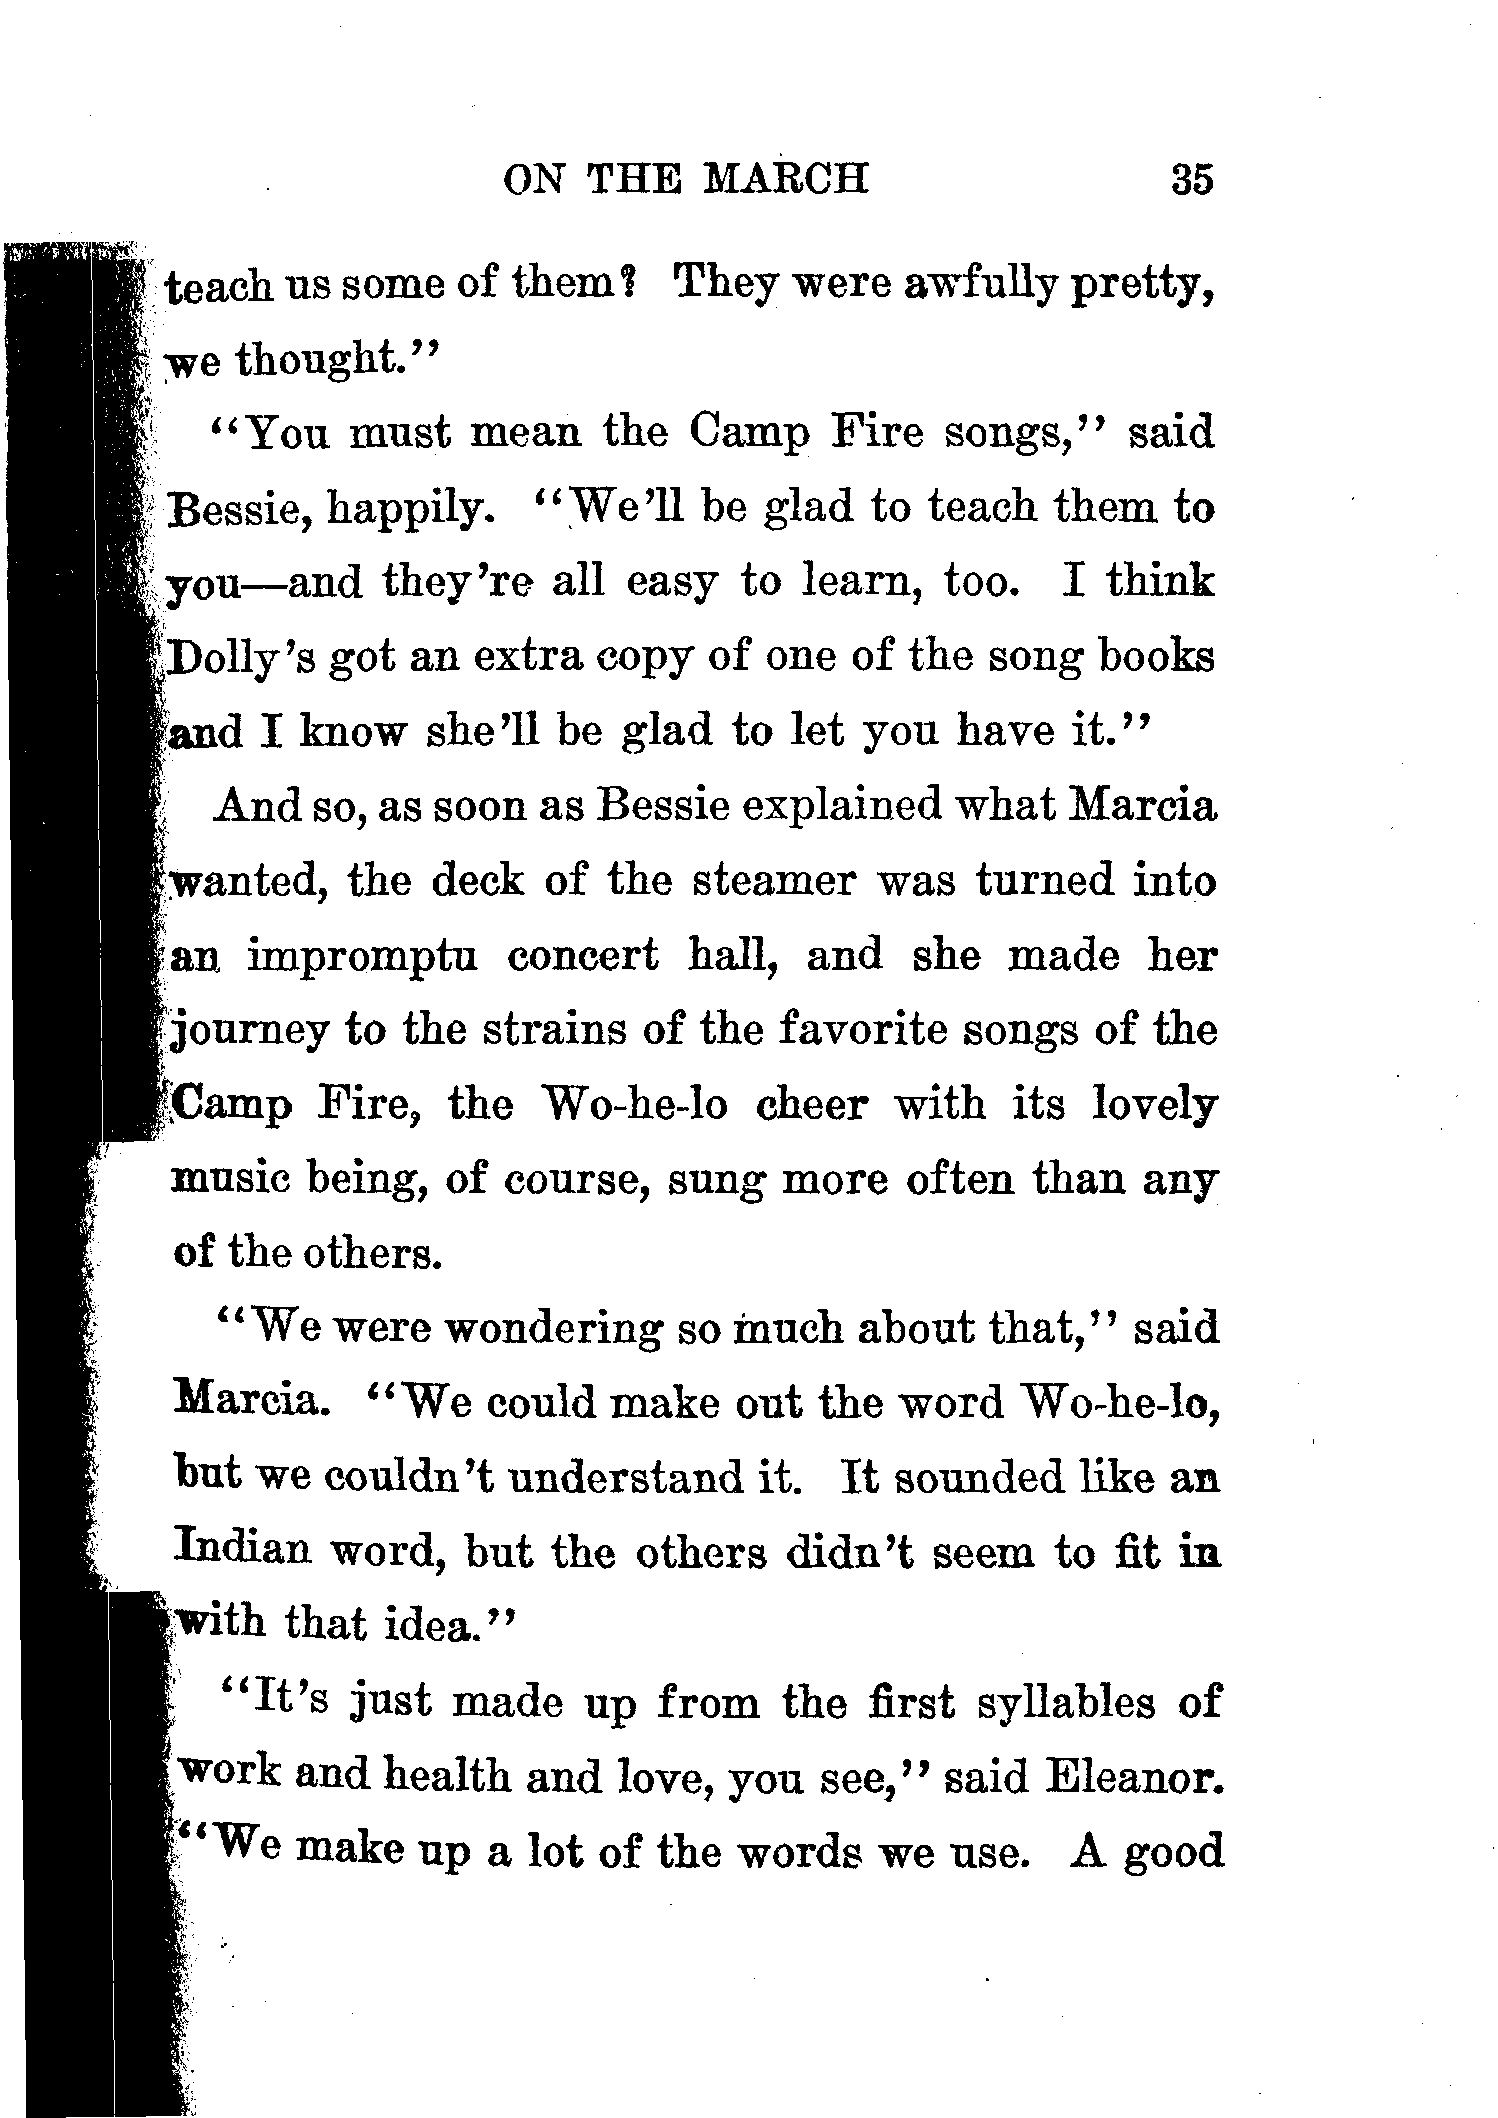 ON THE MARCH 35
teach us some of them? They were awfully pretty,
we thought."
"You must mean the Camp Fire songs," said
Bessie, happily. "We'll be glad to teach them to
you—and they're all easy to learn, too. I think
Dolly's got an extra copy of one of the song books
and I know she'll be glad to let you have it."
And so, as soon as Bessie explained what Marcia
wanted, the deck of the steamer was turned into
an impromptu concert hall, and she made her
journey to the strains of the favorite songs of the
Camp Fire, the Wo-he-lo cheer with its lovely
music being, of course, sung more often than any
of the others.
"We were wondering so much about that," said
Marcia. "We could make out the word Wo-he-lo,
but we couldn't understand it. It sounded like an
Indian word, but the others didn't seem to fit in
with that idea."
"It's just made up from the first syllables of
work and health and love, you see," said Eleanor.
"We make up a lot of the words we use. A good